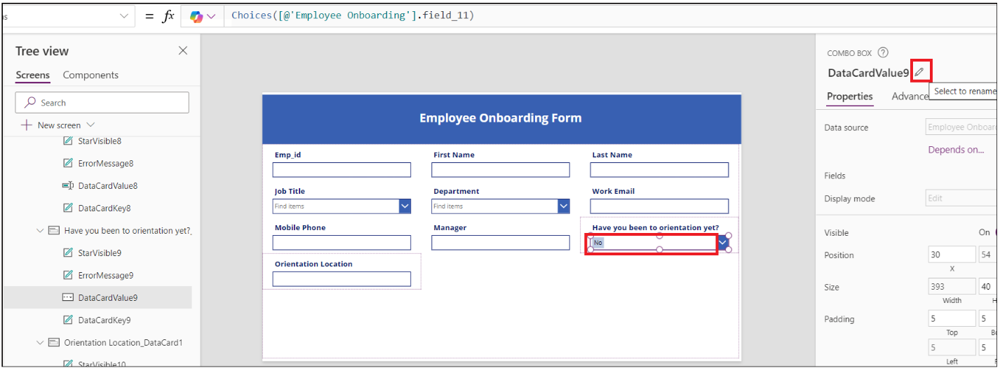 = fx Choices([@'Employee Onboarding'].field_11)
Tree view
Screens Components
Search
New screen
StarVisible8
ErrorMessage8
DataCardValue8
DataCardKey8
Have you been to orientation yet?_
StarVisible9
ErrorMessage9
DataCardValue9
DataCardKey9
Orientation Location_DataCard1
StarVisible10
Employee Onboarding Form
Emp_id First Name Last Name
Job Title Department Work Email
Find items Find items
Mobile Phone Manager Have you been to orientation yet?
No
Orientation Location
COMBO BOX ?
DataCardValue9
Select to rename
Properties Advance
Data source Employee Onboar
Depends on...
Fields
Display mode Edit
Visible On
Position 30 54
X
Size 393 40
Width H
Padding 5 5
Top Bo
5 5
Left